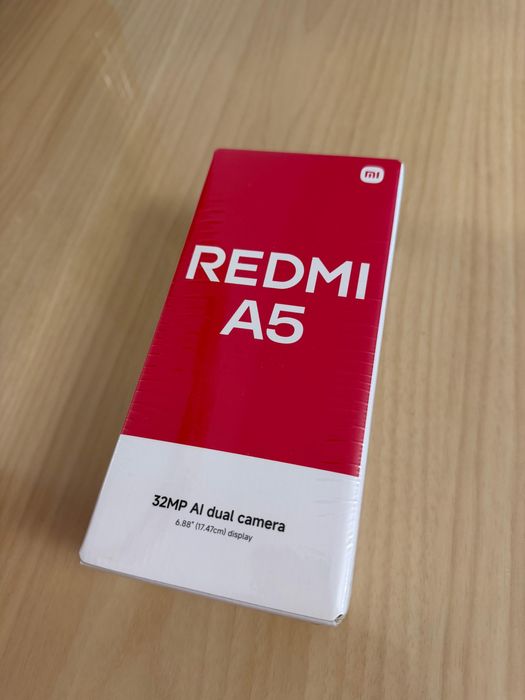 mi
REDMI
A5
32MP AI dual camera
6.88" (17.47cm) display